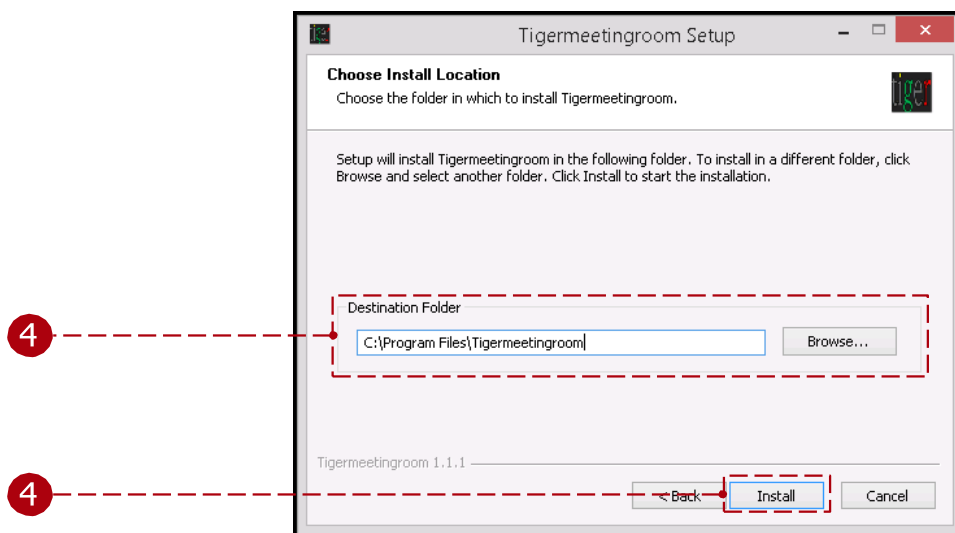 Tigermeetingroom Setup
Choose Install Location
Choose the folder in which to install Tigermeetingroom.
tiger
Setup will install Tigermeetingroom in the following folder. To install in a different folder, click
Browse and select another folder. Click Install to start the installation.
Destination Folder
4
C:\Program Files\Tigermeetingroom
Browse...
Tigermeetingroom 1.1.1
4
< Back
Install
Cancel